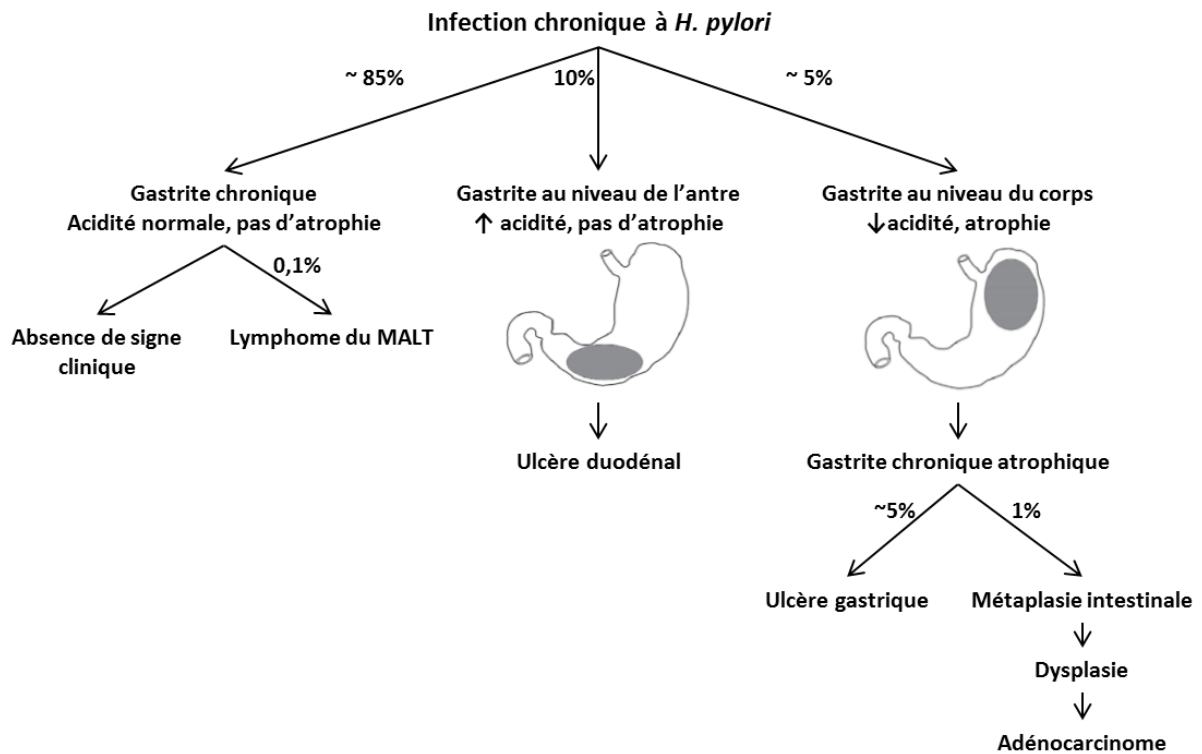 Infection chronique à H. pylori
~ 85%
10%
~ 5%
Gastrite chronique
Acidité normale, pas d'atrophie
Gastrite au niveau de l'antre
↑ acidité, pas d'atrophie
Gastrite au niveau du corps
↓acidité, atrophie
0,1%
Absence de signe
clinique
Lymphome du MALT
Ulcère duodénal
Gastrite chronique atrophique
~5%
1%
Ulcère gastrique
Métaplasie intestinale
Dysplasie
Adénocarcinome